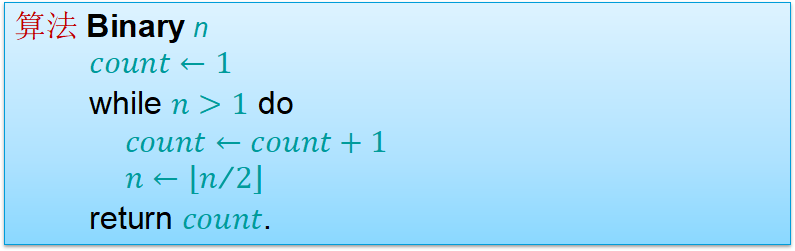 算法 Binary n
count ← 1
while n > 1 do
count ← count + 1
n ← ⌊n/2⌋
return count.